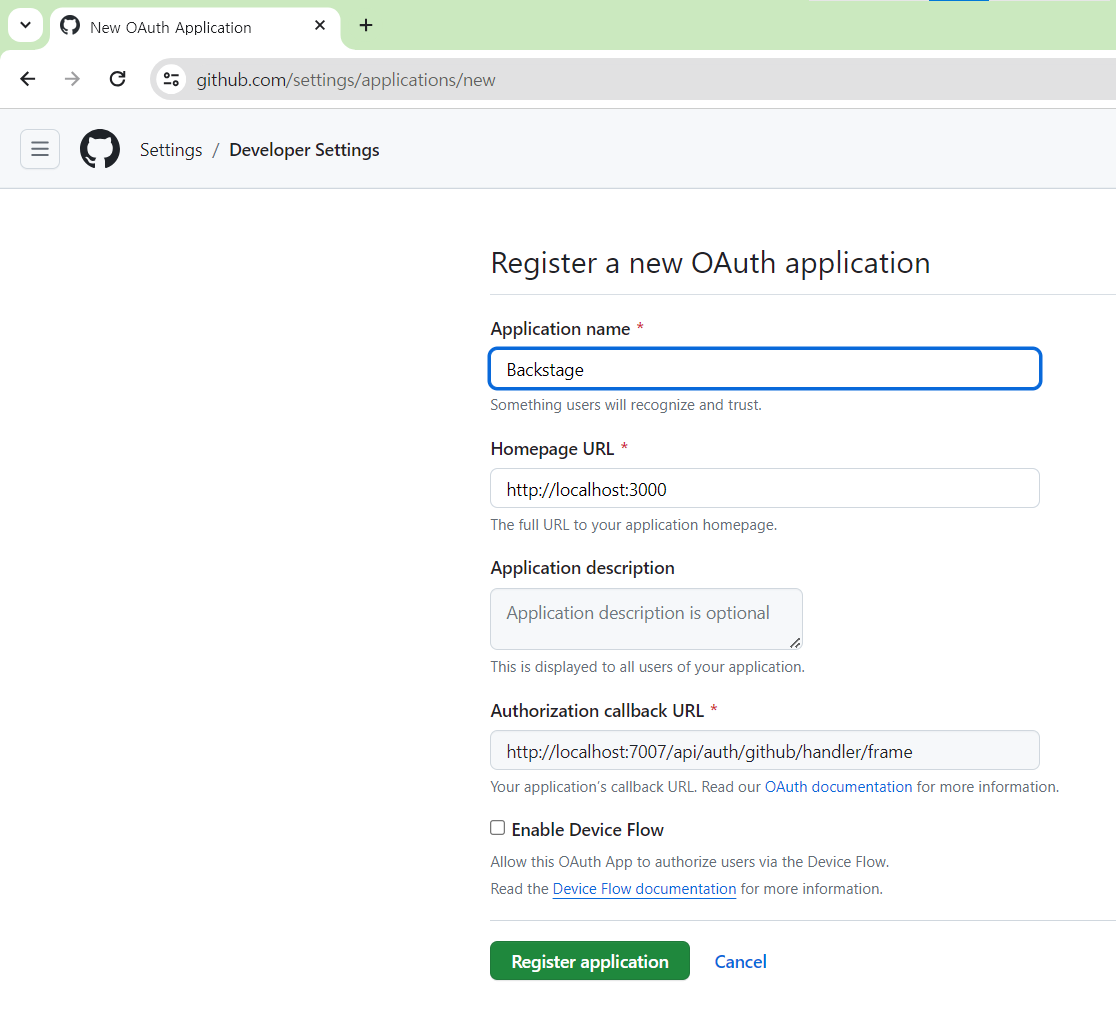 New OAuth Application
github.com/settings/applications/new
Settings / Developer Settings
Register a new OAuth application
Application name *
Backstage
Something users will recognize and trust.
Homepage URL *
http://localhost:3000
The full URL to your application homepage.
Application description
Application description is optional
This is displayed to all users of your application.
Authorization callback URL *
http://localhost:7007/api/auth/github/handler/frame
Your application's callback URL. Read our OAuth documentation for more information.
Enable Device Flow
Allow this OAuth App to authorize users via the Device Flow.
Read the Device Flow documentation for more information.
Register application Cancel